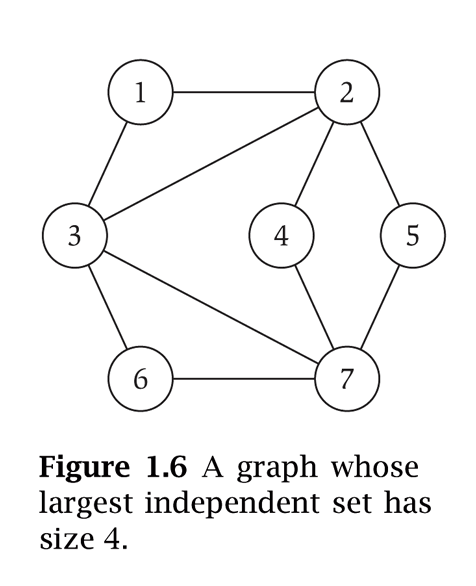 1 2
3 4 5
6 7
Figure 1.6 A graph whose
largest independent set has
size 4.